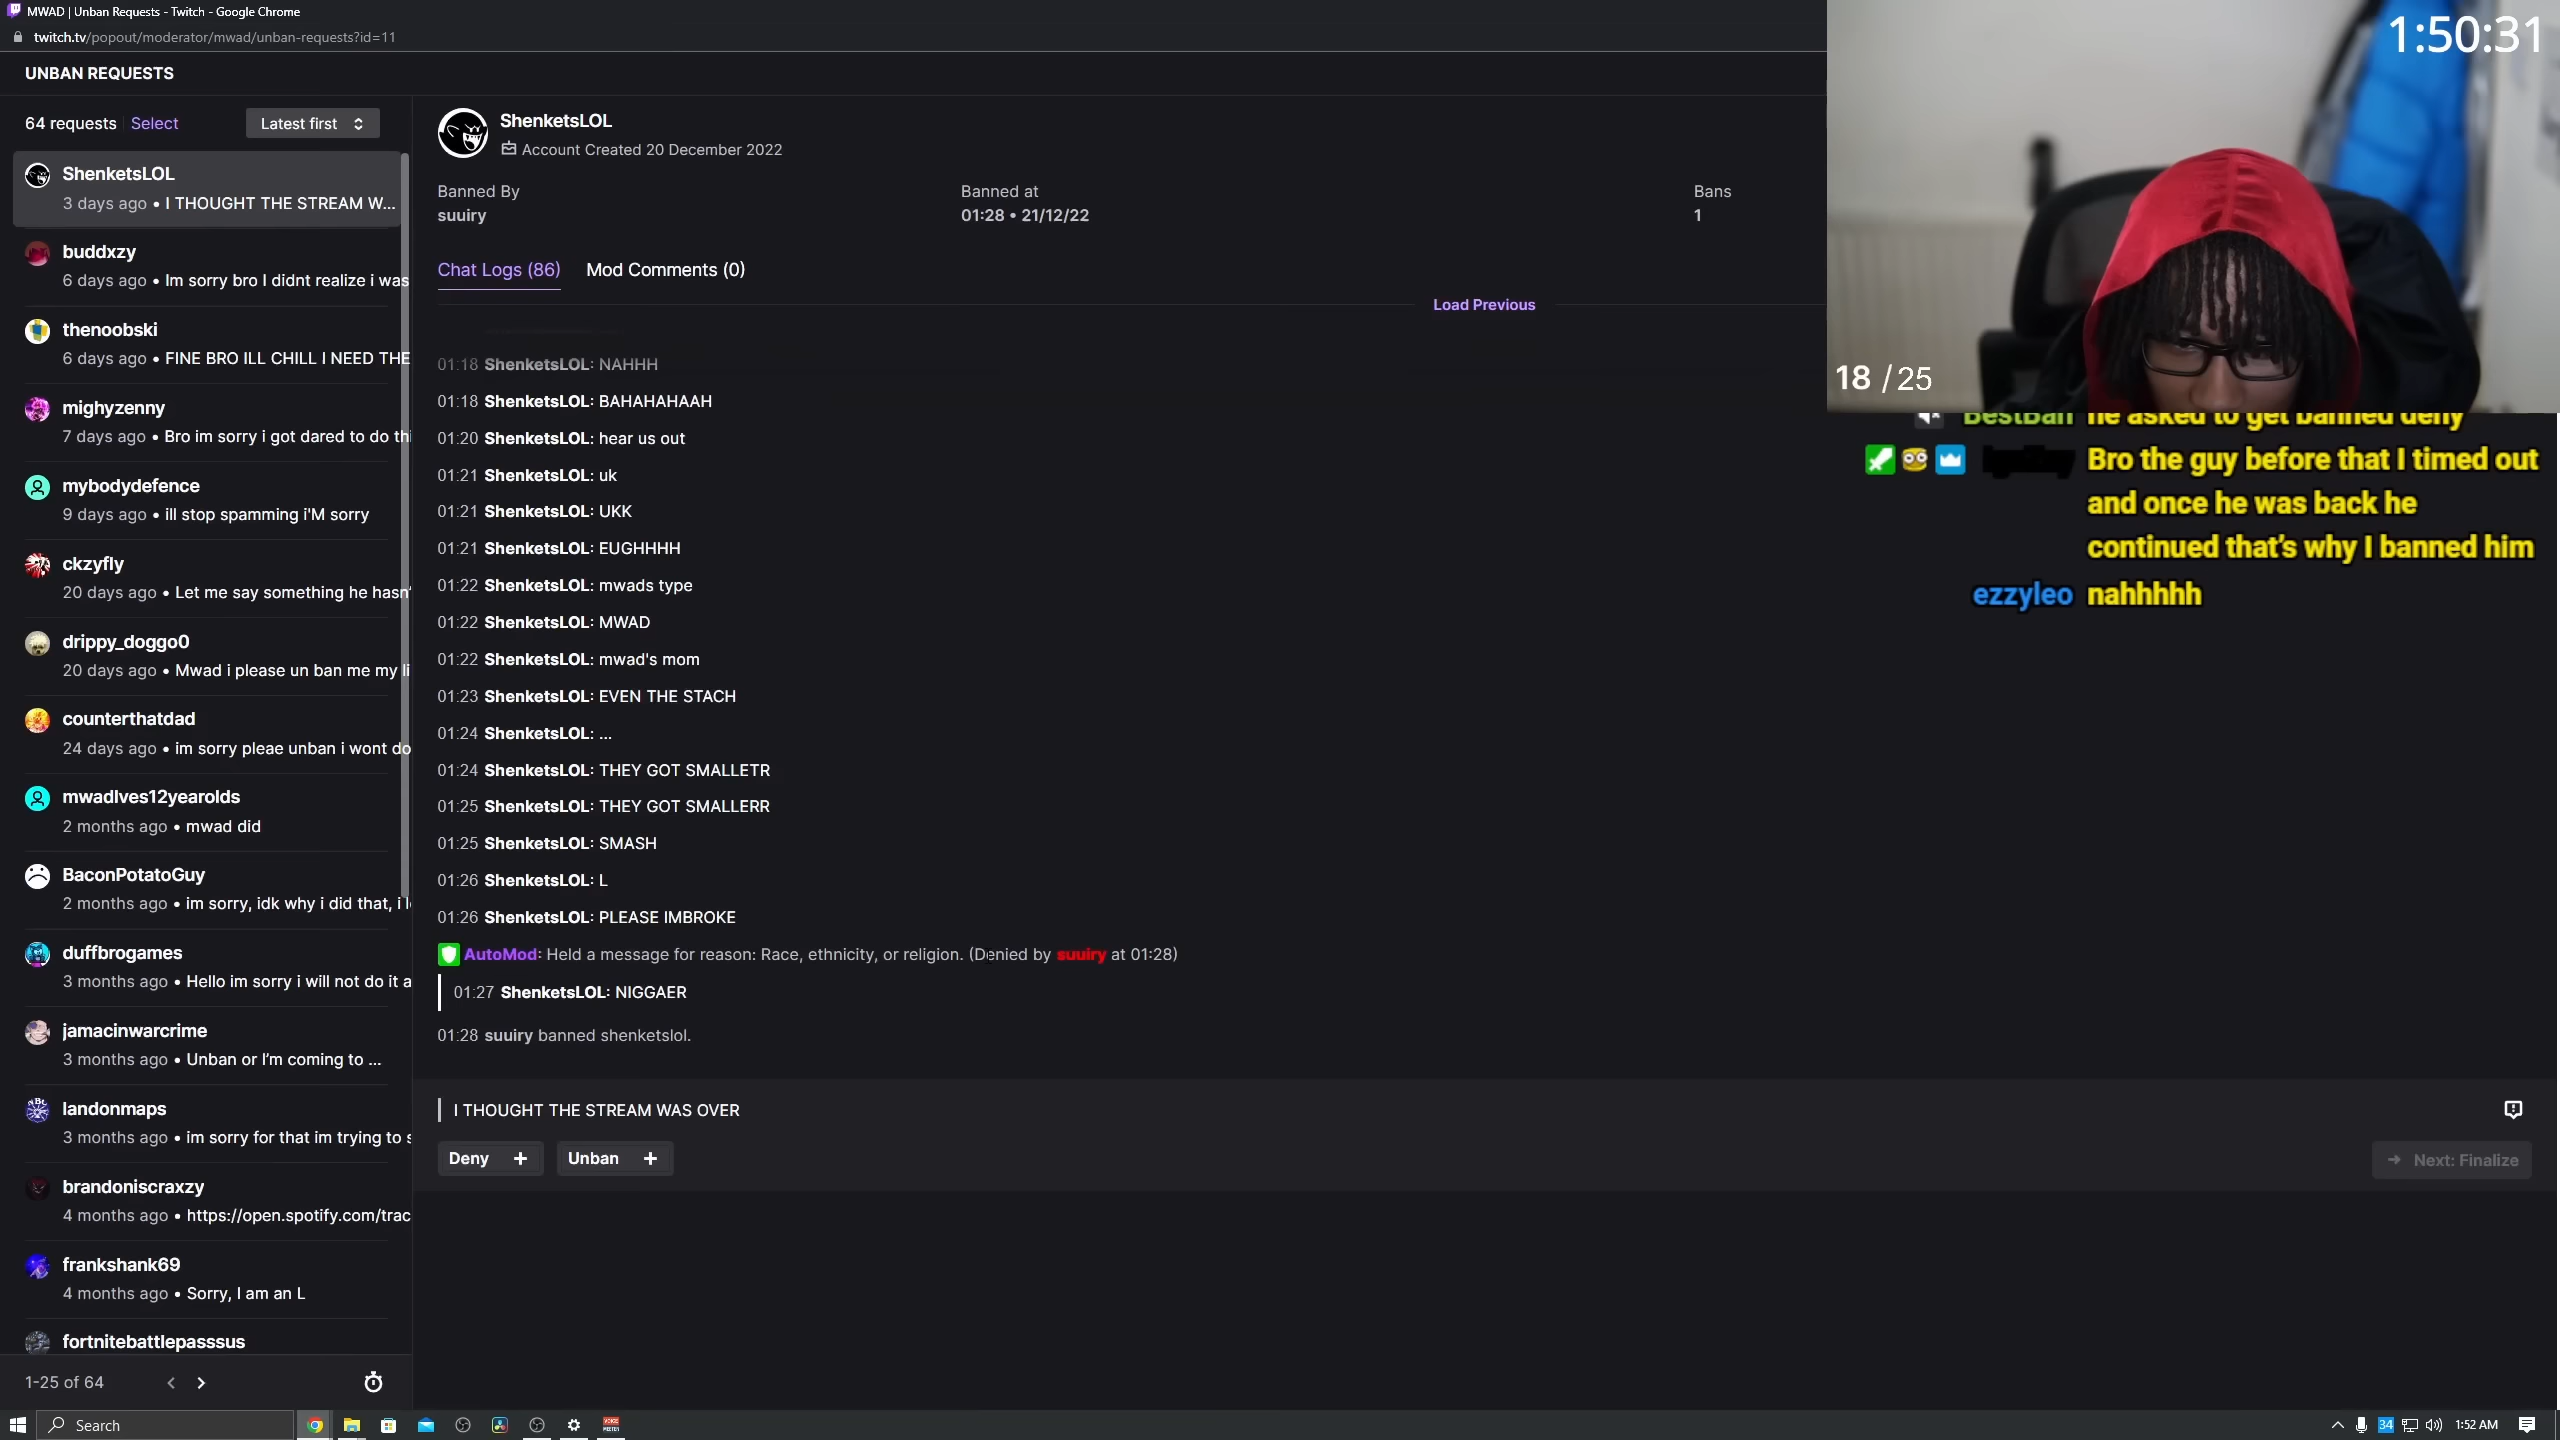 MWAD | Unban Requests - Twitch - Google Chrome
twitch.tv/popout/moderator/mwad/unban-requests?id=11
UNBAN REQUESTS
64 requests Select Latest first
ShenketsLOL
3 days ago • I THOUGHT THE STREAM W...
buddxzy
6 days ago • Im sorry bro I didnt realize i was
thenoobski
6 days ago • FINE BRO ILL CHILL I NEED THE
mighyzenny
7 days ago • Bro im sorry i got dared to do thi
mybodydefence
9 days ago • ill stop spamming i'M sorry
ckzyfly
20 days ago • Let me say something he hasn'
drippy_doggo0
20 days ago • Mwad i please un ban me my li
counterthatdad
24 days ago • im sorry pleae unban i wont do
mwadlves12yearolds
2 months ago • mwad did
BaconPotatoGuy
2 months ago • im sorry, idk why i did that, i l
duffbrogames
3 months ago • Hello im sorry i will not do it a
jamacinwarcrime
3 months ago • Unban or I'm coming to ...
landonmaps
3 months ago • im sorry for that im trying to s
brandoniscraxzy
4 months ago • https://open.spotify.com/trac
frankshank69
4 months ago • Sorry, I am an L
fortnitebattlepasssus
1-25 of 64
ShenketsLOL
Account Created 20 December 2022
Banned By Banned at Bans
suuiry 01:28 • 21/12/22 1
Chat Logs (86) Mod Comments (0)
Load Previous
01:18 ShenketsLOL: NAHHH
01:18 ShenketsLOL: BAHAHAHAAH
01:20 ShenketsLOL: hear us out
01:21 ShenketsLOL: uk
01:21 ShenketsLOL: UKK
01:21 ShenketsLOL: EUGHHHH
01:22 ShenketsLOL: mwads type
01:22 ShenketsLOL: MWAD
01:22 ShenketsLOL: mwad's mom
01:23 ShenketsLOL: EVEN THE STACH
01:24 ShenketsLOL: ...
01:24 ShenketsLOL: THEY GOT SMALLETR
01:25 ShenketsLOL: THEY GOT SMALLERR
01:25 ShenketsLOL: SMASH
01:26 ShenketsLOL: L
01:26 ShenketsLOL: PLEASE IMBROKE
AutoMod: Held a message for reason: Race, ethnicity, or religion. (Denied by suuiry at 01:28)
01:27 ShenketsLOL: NIGGAER
01:28 suuiry banned shenketslol.
I THOUGHT THE STREAM WAS OVER
Deny + Unban +
Next: Finalize
1:50:31
18 / 25
BestBan he asked to get banned deny
Bro the guy before that I timed out
and once he was back he
continued that's why I banned him
ezzyleo nahhhhh
Search
34
1:52 AM